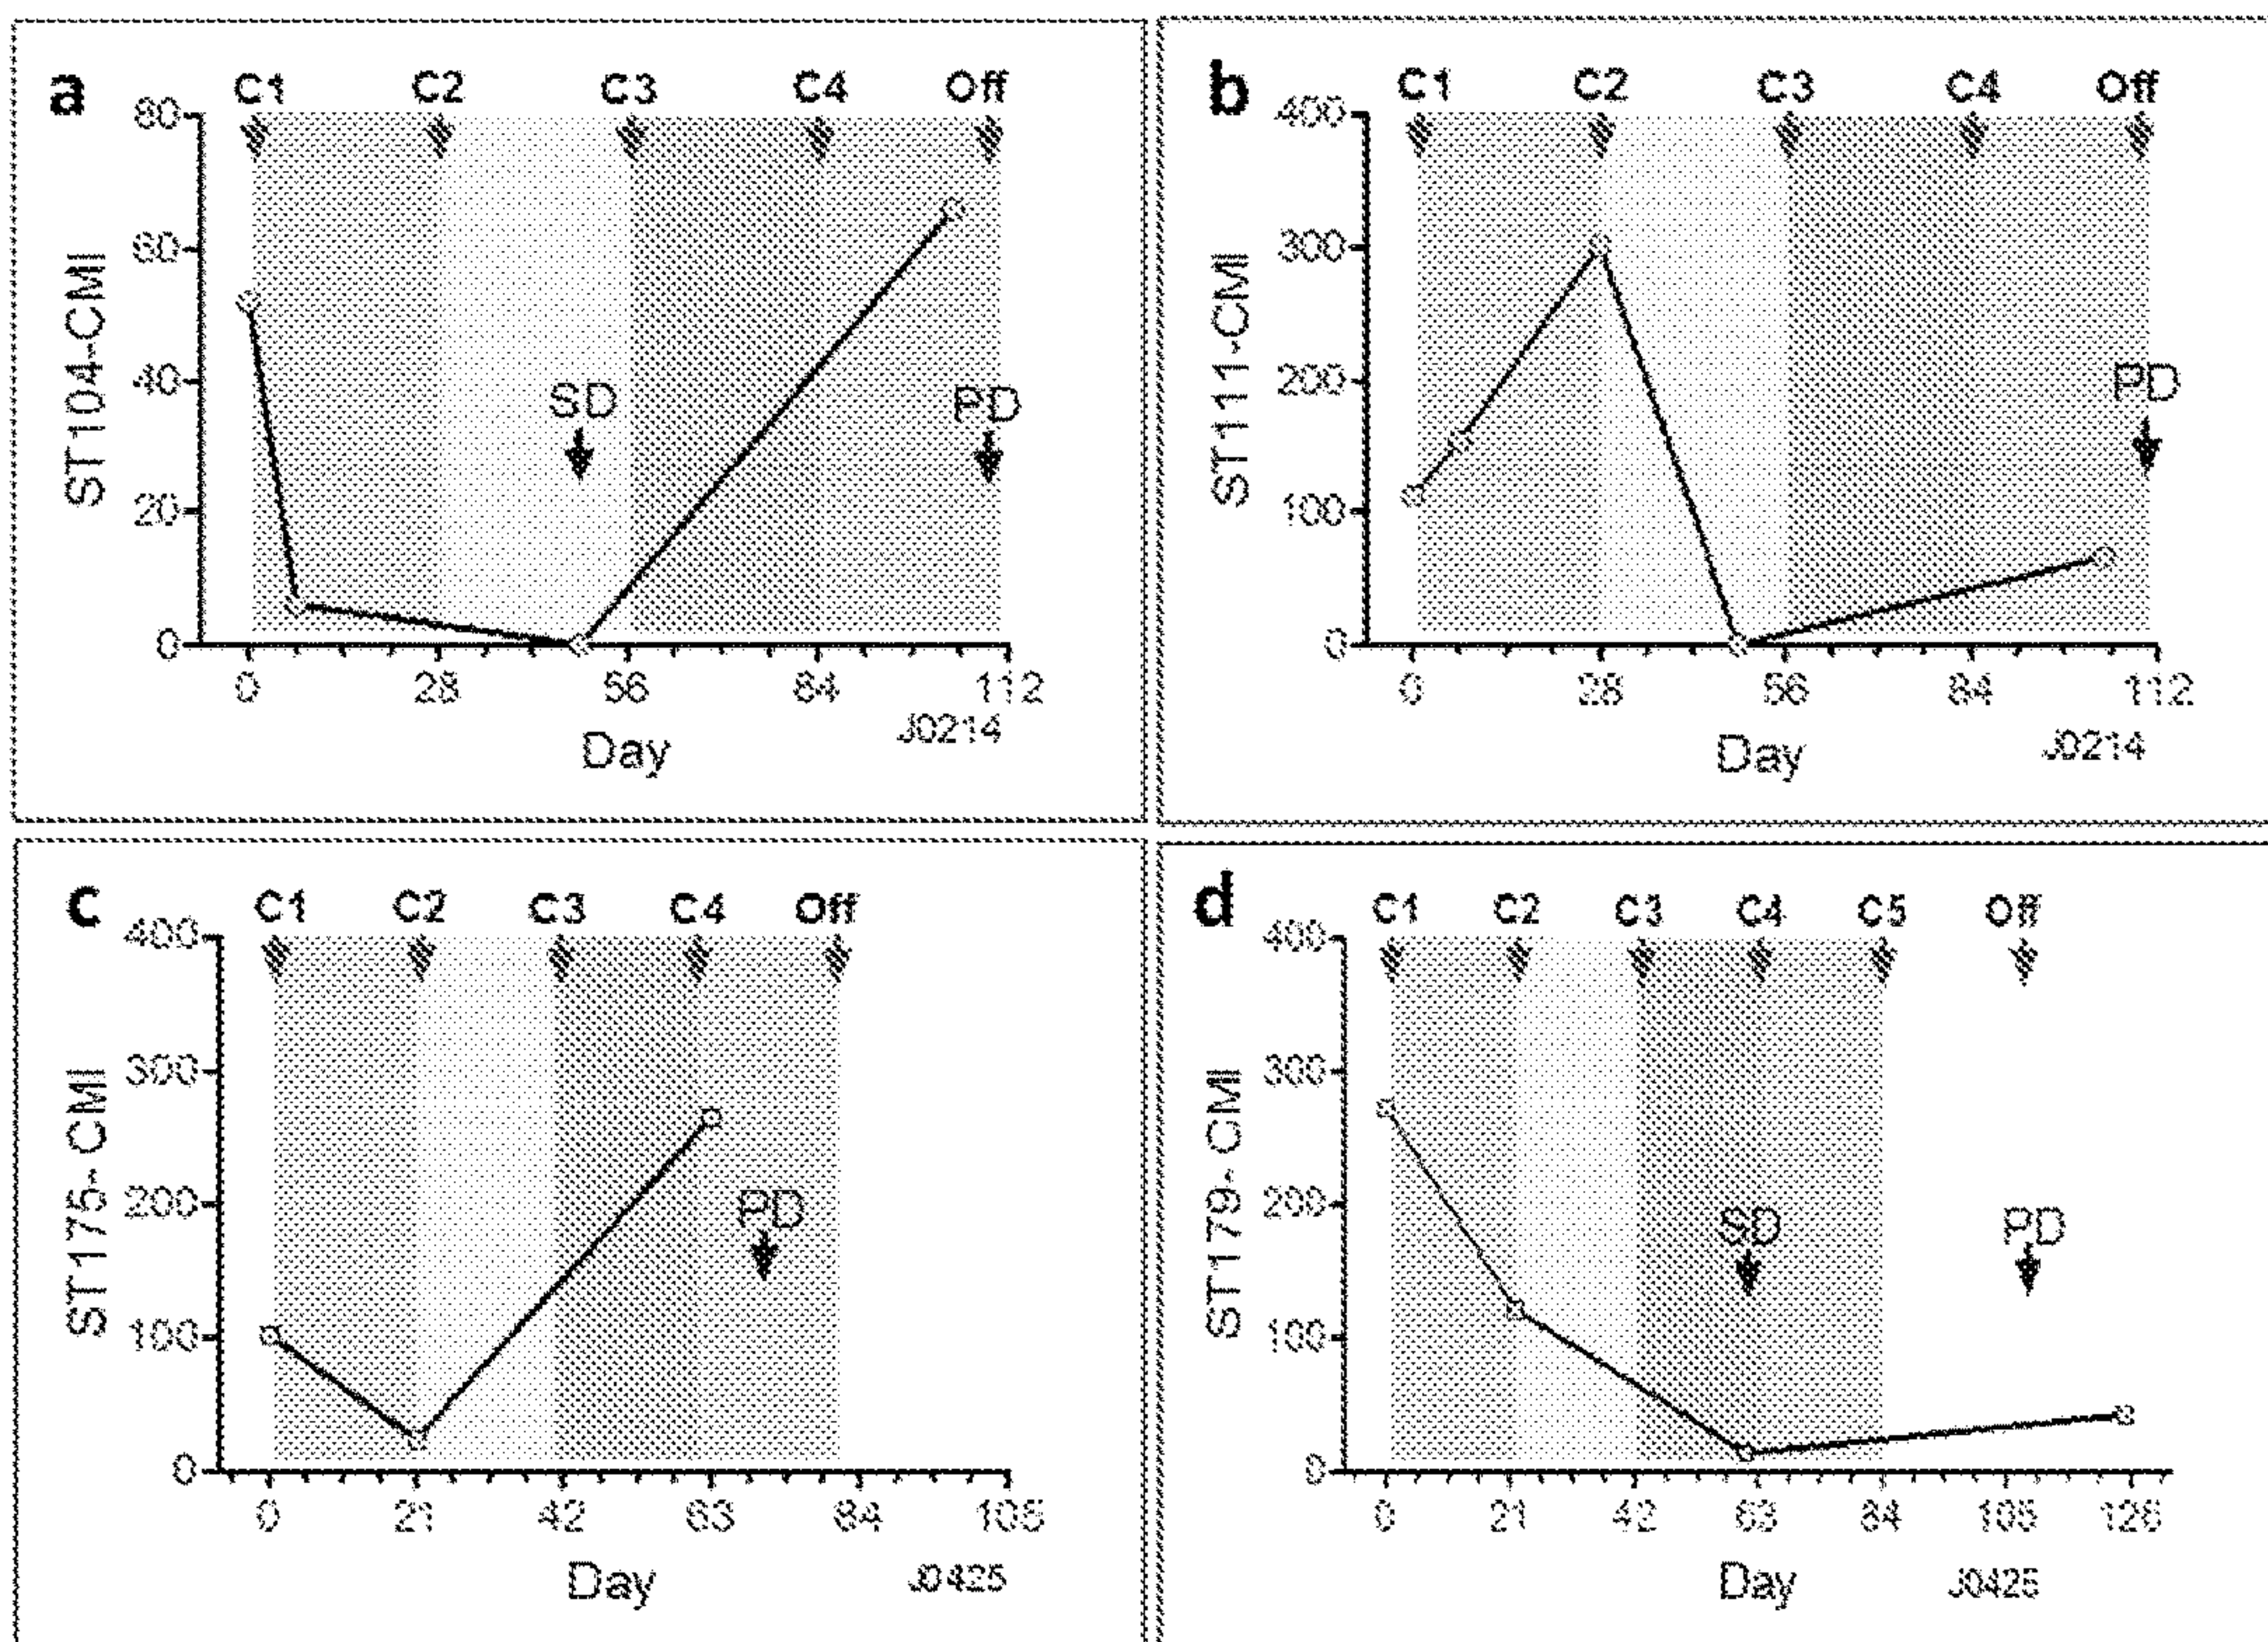 a
C1 C2 C3 C4 Off
80
60
40
20
0
ST104-CMI
SD
PD
0 28 56 84 112
Day
J0214
b
C1 C2 C3 C4 Off
400
300
200
100
0
ST111-CMI
PD
0 28 56 84 112
Day
J0214
c
C1 C2 C3 C4 Off
400
300
200
100
0
ST175- CMI
PD
0 21 42 63 84 105
Day
J0425
d
C1 C2 C3 C4 C5 Off
400
300
200
100
0
ST179- CMI
SD
PD
0 21 42 63 84 105 126
Day
J0425